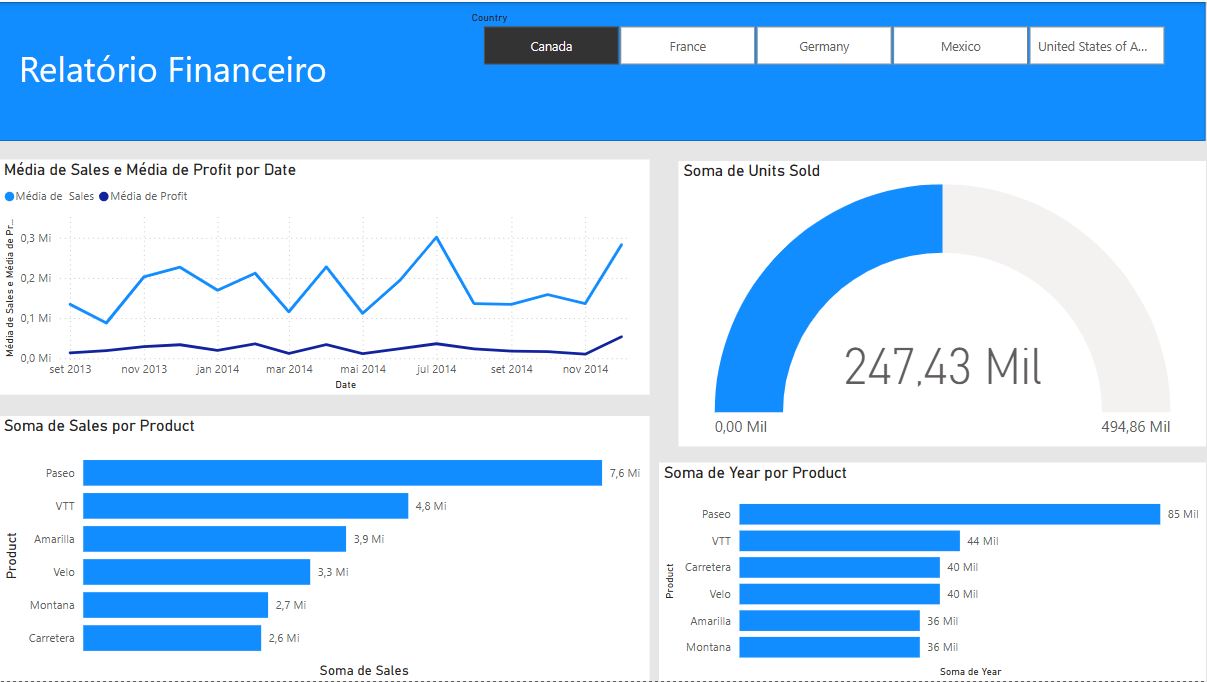 Country
Canada
France
Germany
Mexico
United States of A...
Relatório Financeiro
Média de Sales e Média de Profit por Date
Média de Sales
Média de Profit
Média de Sales e Média de Pr...
0,3 Mi
0,2 Mi
0,1 Mi
0,0 Mi
set 2013
nov 2013
jan 2014
mar 2014
mai 2014
jul 2014
set 2014
nov 2014
Date
Soma de Units Sold
247,43 Mil
0,00 Mil
494,86 Mil
Soma de Sales por Product
Product
Paseo 7,6 Mi
VTT 4,8 Mi
Amarilla 3,9 Mi
Velo 3,3 Mi
Montana 2,7 Mi
Carretera 2,6 Mi
Soma de Sales
Soma de Year por Product
Product
Paseo 85 Mil
VTT 44 Mil
Carretera 40 Mil
Velo 40 Mil
Amarilla 36 Mil
Montana 36 Mil
Soma de Year